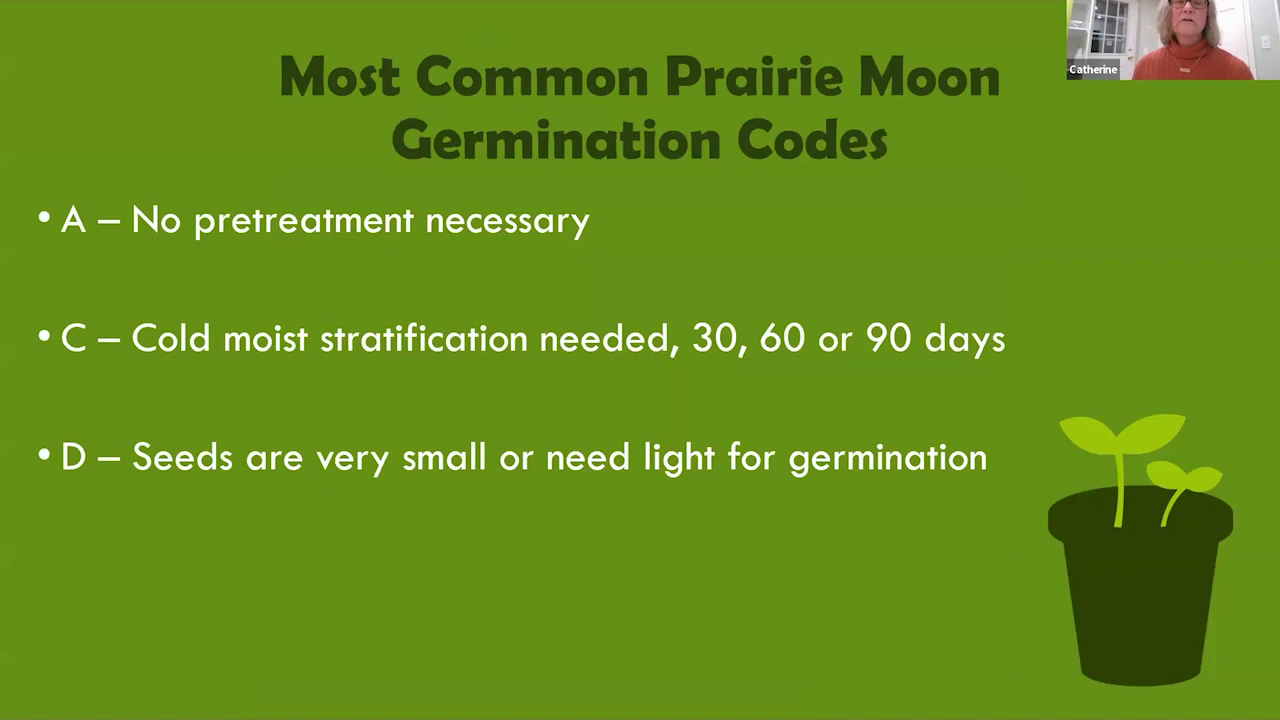 Most Common Prairie Moon
Germination Codes
Catherine
• A – No pretreatment necessary
• C – Cold moist stratification needed, 30, 60 or 90 days
• D – Seeds are very small or need light for germination